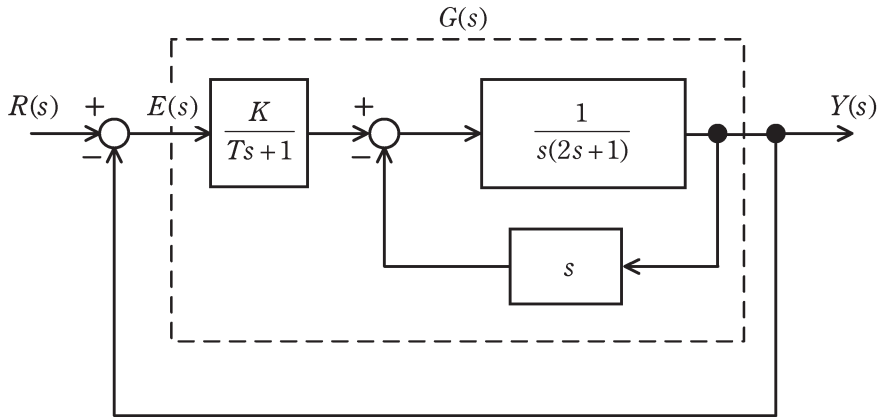 G(s)
R(s) + E(s) K/(Ts+1) + 1/(s(2s+1)) Y(s)
− −
s